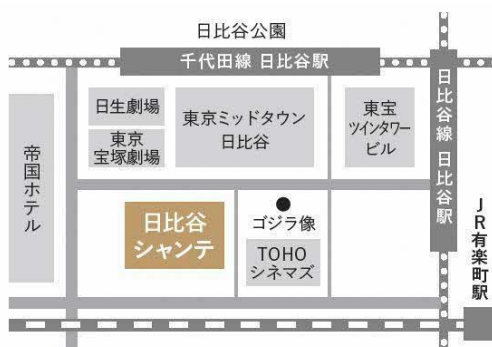 日比谷公園
千代田線 日比谷駅
日生劇場
東京
宝塚劇場
東京ミッドタウン
日比谷
東宝
ツインタワー
ビル
日比谷線 日比谷駅
帝国ホテル
日比谷
シャンテ
ゴジラ像
TOHO
シネマズ
JR有楽町駅